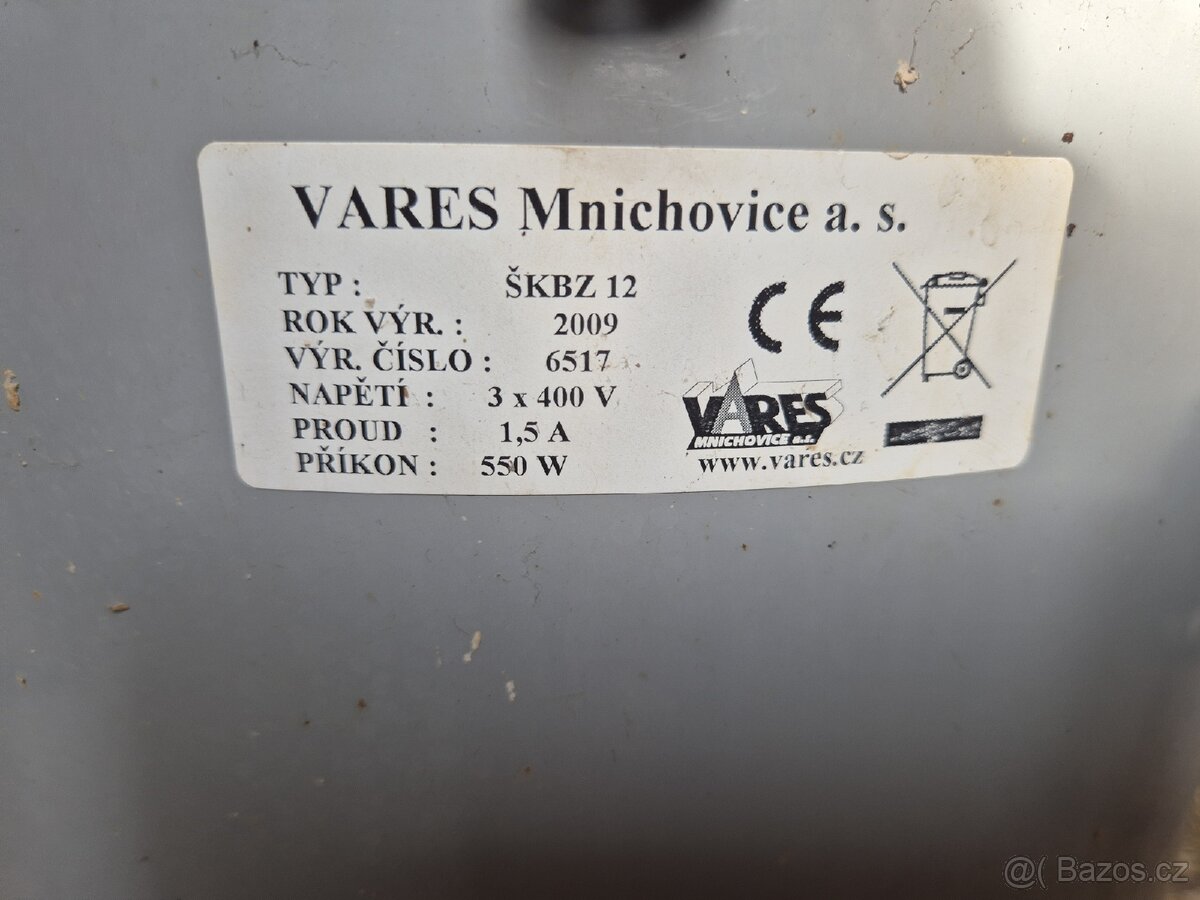 VARES Mnichovice a. s.
TYP : ŠKBZ 12
ROK VÝR. : 2009
VÝR. ČÍSLO : 6517
NAPĚTÍ : 3 x 400 V
PROUD : 1,5 A
PŘÍKON : 550 W
CE
VARES
MNICHOVICE a.s.
www.vares.cz
@( Bazos.cz